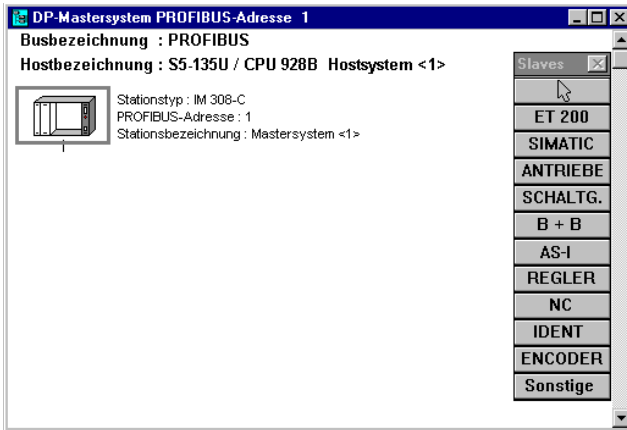 DP-Mastersystem PROFIBUS-Adresse 1
Busbezeichnung : PROFIBUS
Hostbezeichnung : S5-135U / CPU 928B Hostsystem <1>
Stationstyp : IM 308-C
PROFIBUS-Adresse : 1
Stationsbezeichnung : Mastersystem <1>
Slaves
ET 200
SIMATIC
ANTRIEBE
SCHALTG.
B + B
AS-I
REGLER
NC
IDENT
ENCODER
Sonstige